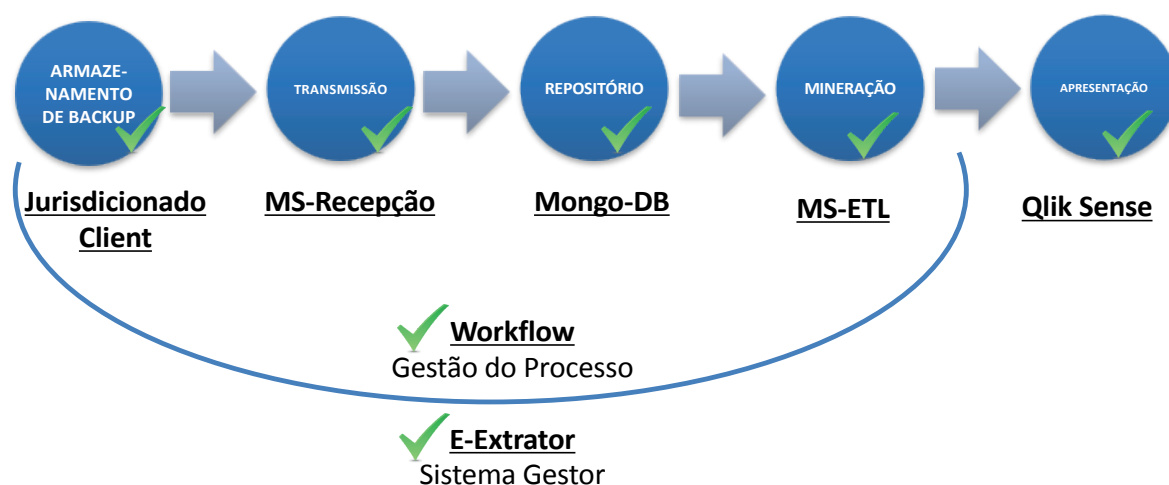 ARMAZE-
NAMENTO
DE BACKUP
TRANSMISSÃO
REPOSITÓRIO
MINERAÇÃO
APRESENTAÇÃO
Jurisdicionado
Client
MS-Recepção
Mongo-DB
MS-ETL
Qlik Sense
Workflow
Gestão do Processo
E-Extrator
Sistema Gestor